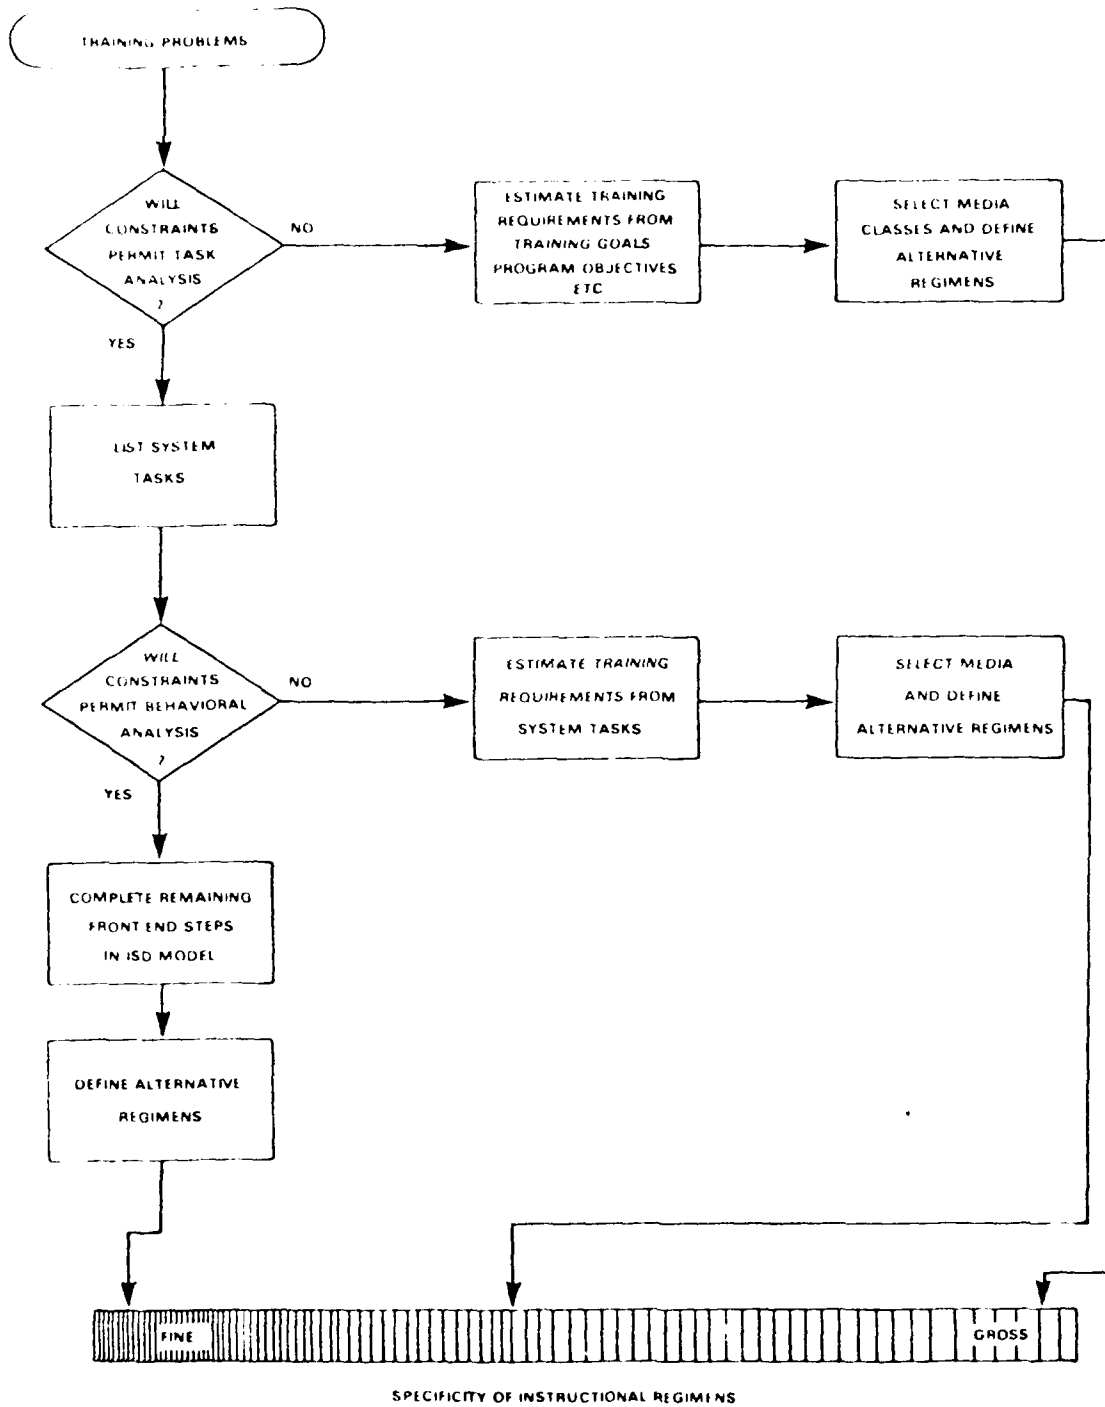 TRAINING PROBLEMS
WILL
CONSTRAINTS
PERMIT TASK
ANALYSIS
?
NO
ESTIMATE TRAINING
REQUIREMENTS FROM
TRAINING GOALS
PROGRAM OBJECTIVES
ETC
SELECT MEDIA
CLASSES AND DEFINE
ALTERNATIVE
REGIMENS
YES
LIST SYSTEM
TASKS
WILL
CONSTRAINTS
PERMIT BEHAVIORAL
ANALYSIS
?
NO
ESTIMATE TRAINING
REQUIREMENTS FROM
SYSTEM TASKS
SELECT MEDIA
AND DEFINE
ALTERNATIVE REGIMENS
YES
COMPLETE REMAINING
FRONT END STEPS
IN ISD MODEL
DEFINE ALTERNATIVE
REGIMENS
FINE
GROSS
SPECIFICITY OF INSTRUCTIONAL REGIMENS